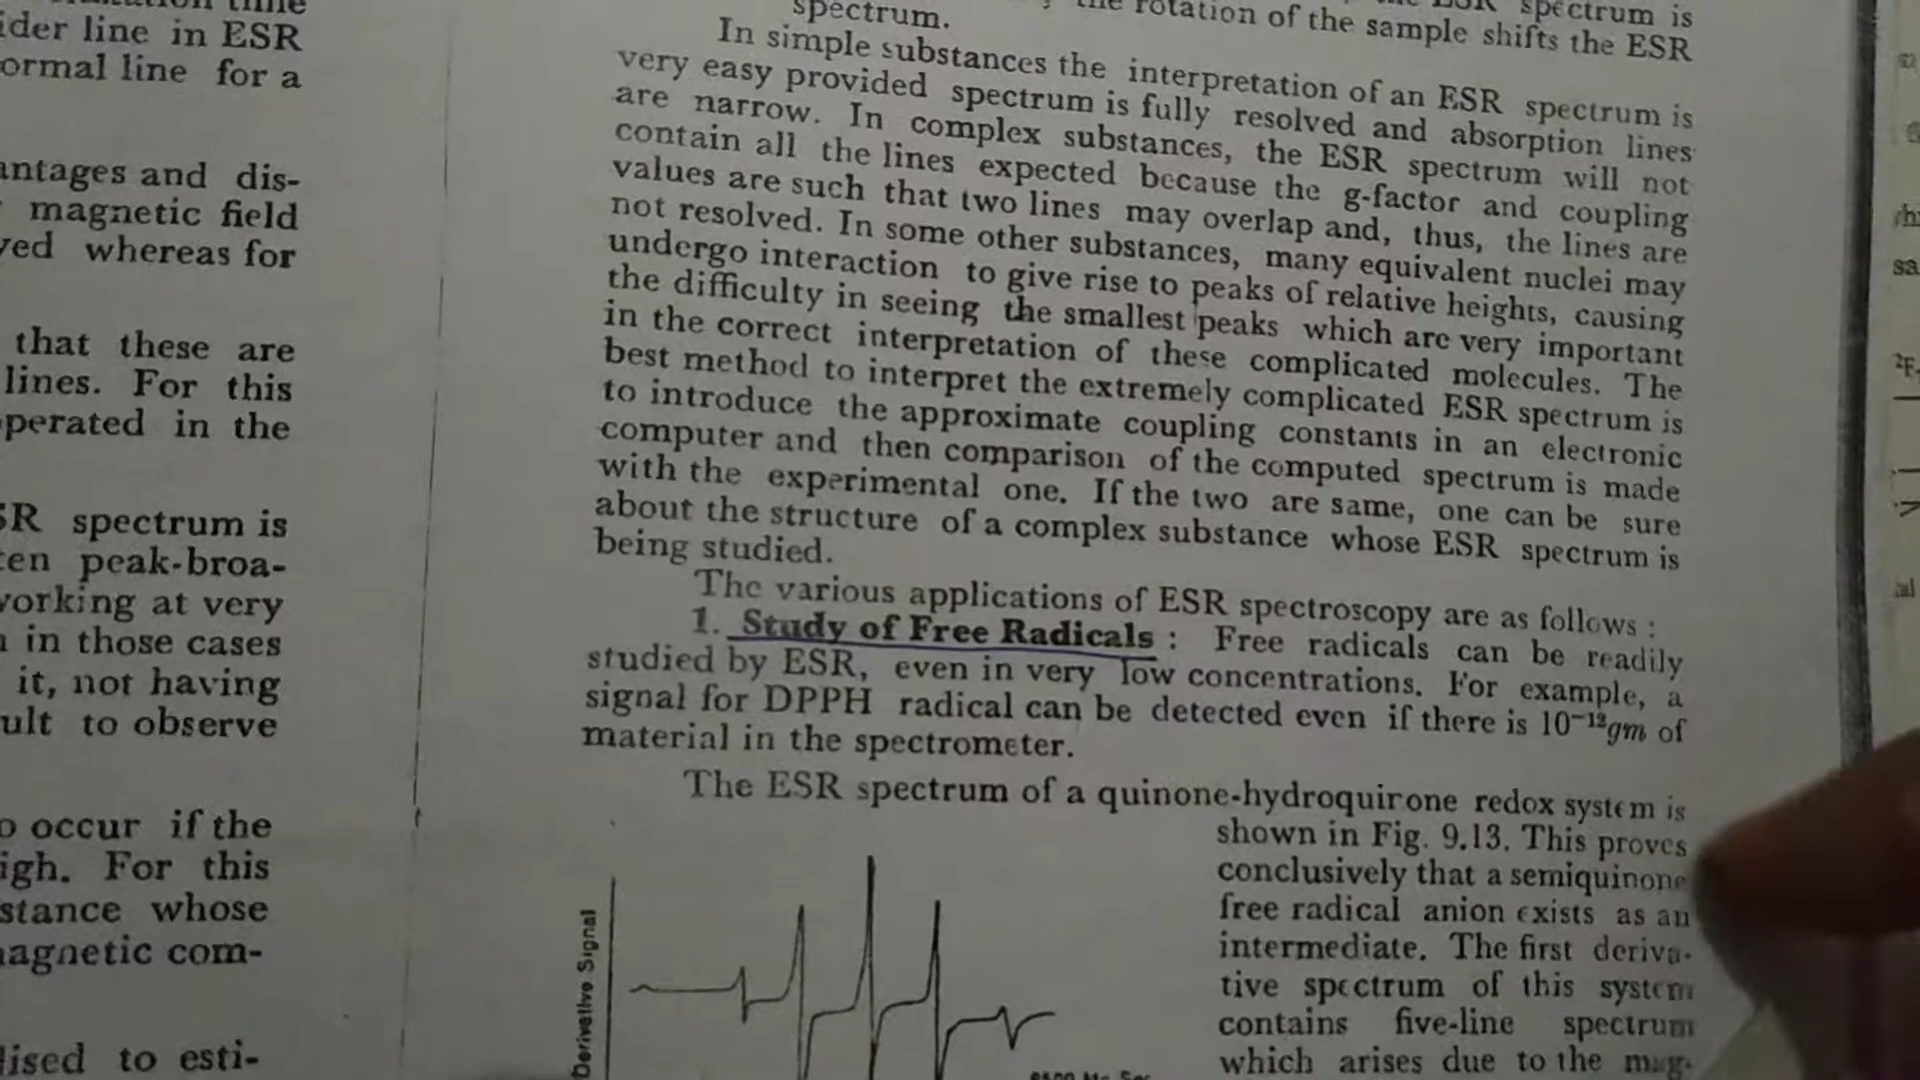 ider line in ESR
ormal line for a
antages and dis-
magnetic field
ved whereas for
that these are
lines. For this
perated in the
SR spectrum is
ten peak-broa-
working at very
in those cases
it, not having
ult to observe
o occur if the
igh. For this
stance whose
agnetic com-
lised to esti-
spectrum is
the rotation of the sample shifts the ESR
spectrum.
In simple substances the interpretation of an ESR spectrum is
very easy provided spectrum is fully resolved and absorption lines
are narrow. In complex substances, the ESR spectrum will not
contain all the lines expected because the g-factor and coupling
values are such that two lines may overlap and, thus, the lines are
not resolved. In some other substances, many equivalent nuclei may
undergo interaction to give rise to peaks of relative heights, causing
the difficulty in seeing the smallest peaks which are very important
in the correct interpretation of these complicated molecules. The
best method to interpret the extremely complicated ESR spectrum is
to introduce the approximate coupling constants in an electronic
computer and then comparison of the computed spectrum is made
with the experimental one. If the two are same, one can be sure
about the structure of a complex substance whose ESR spectrum is
being studied.
The various applications of ESR spectroscopy are as follows :
1. Study of Free Radicals : Free radicals can be readily
studied by ESR, even in very low concentrations. For example, a
signal for DPPH radical can be detected even if there is 10⁻¹²gm of
material in the spectrometer.
The ESR spectrum of a quinone-hydroquirone redox system is
shown in Fig. 9.13. This proves
conclusively that a semiquinone
free radical anion exists as an
intermediate. The first deriva-
tive spectrum of this system
contains five-line spectrum
which arises due to the mag-
Derivative Signal